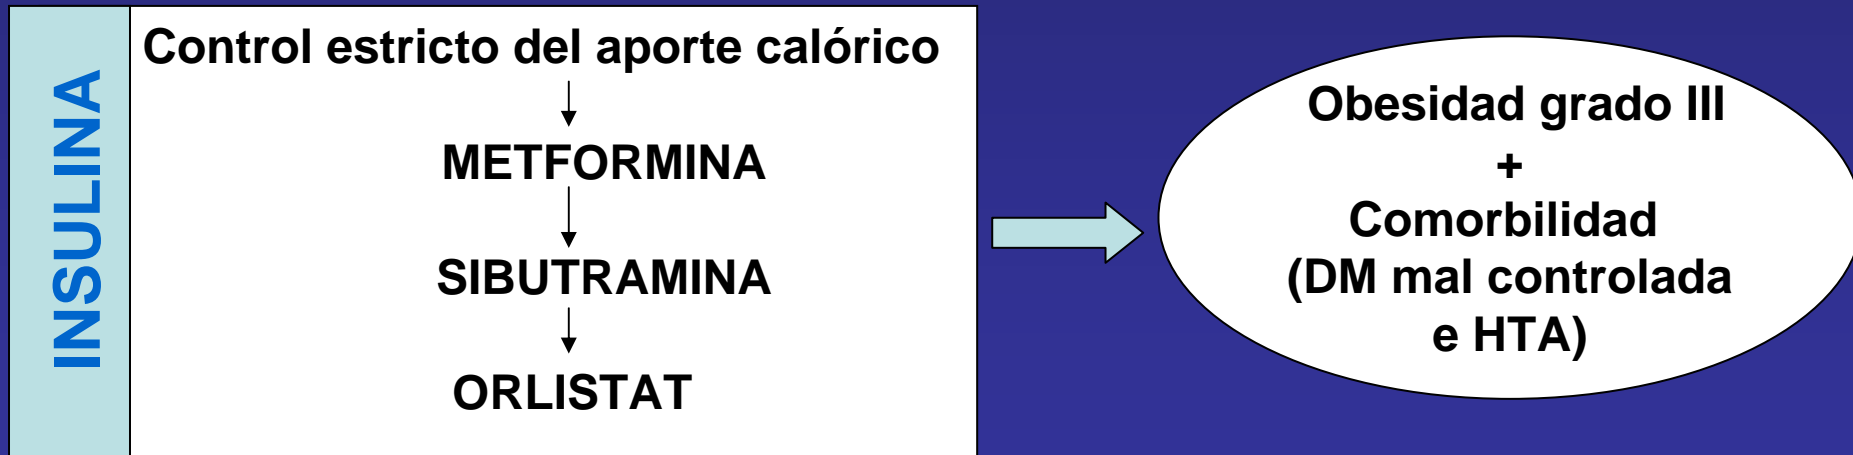 INSULINA
Control estricto del aporte calórico
METFORMINA
SIBUTRAMINA
ORLISTAT
Obesidad grado III
+
Comorbilidad
(DM mal controlada
e HTA)